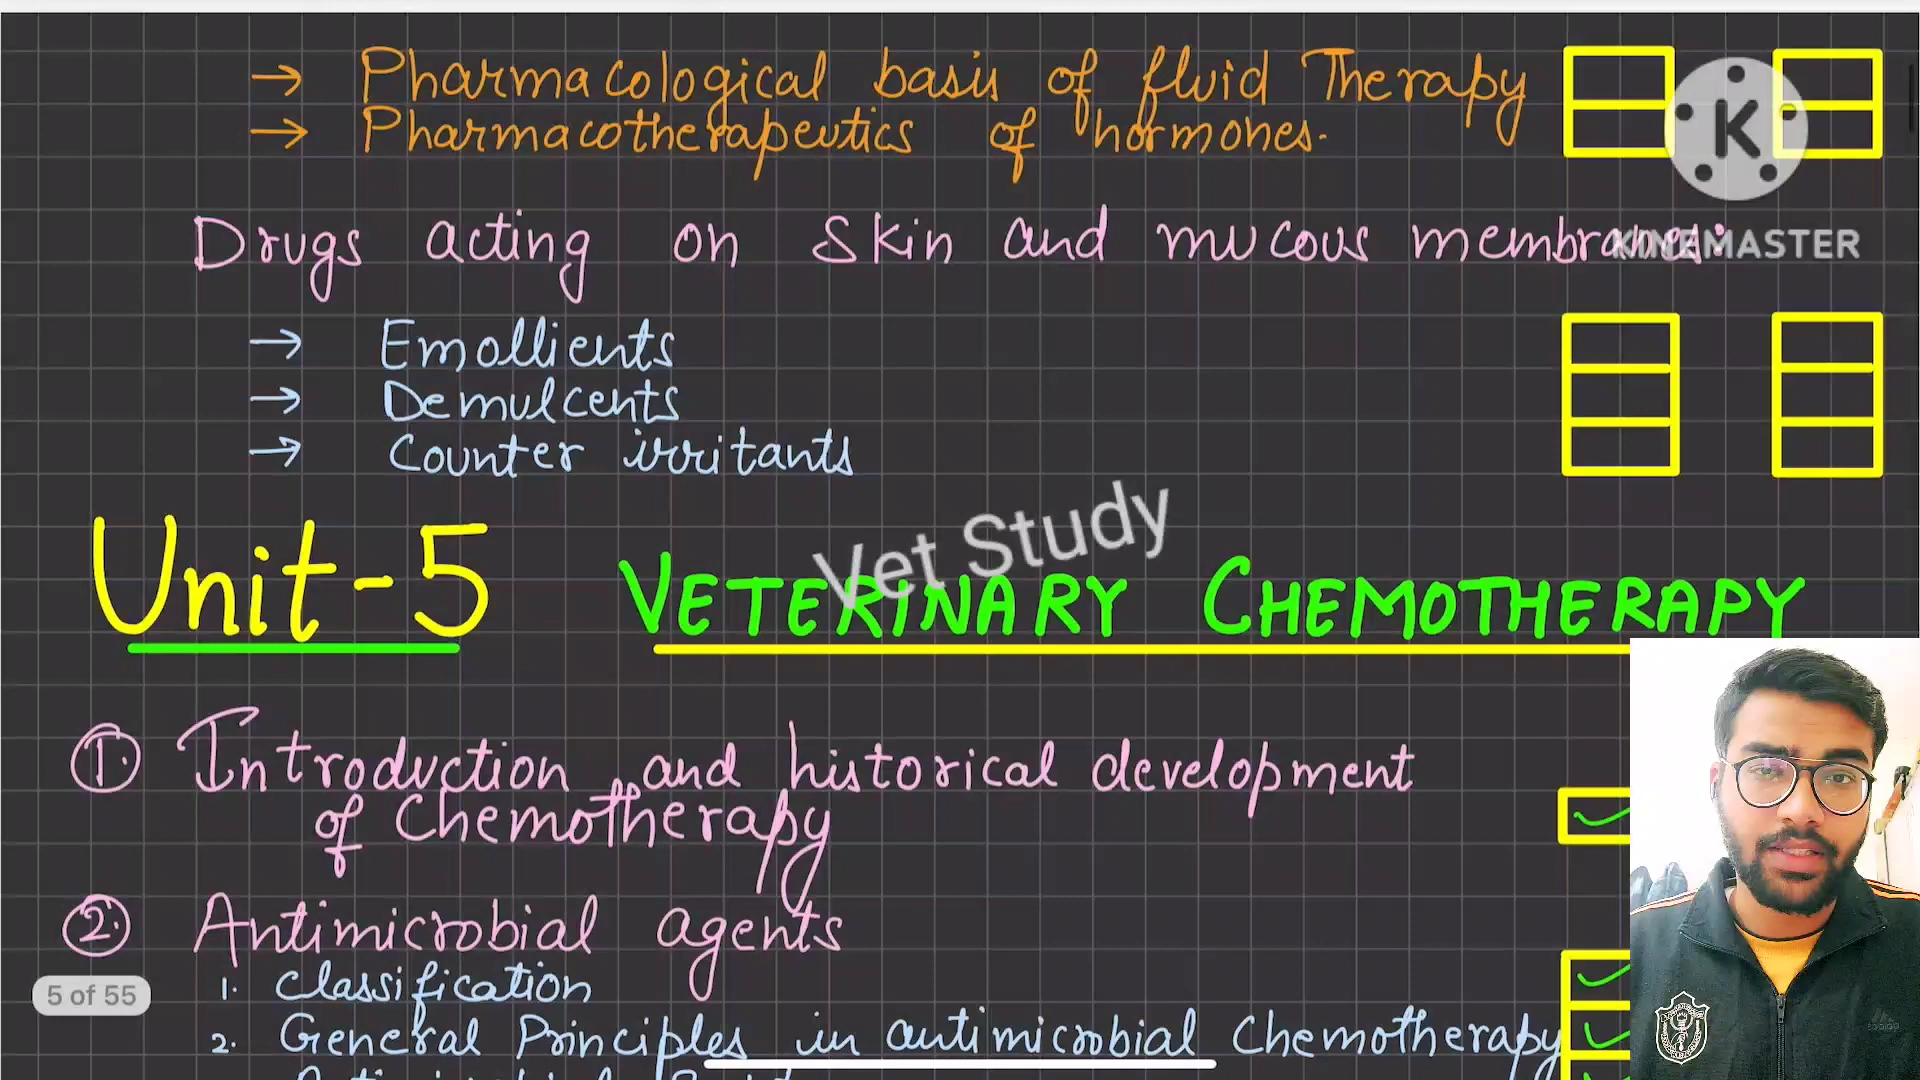 → Pharmacological basis of fluid Therapy
→ Pharmacotherapeutics of hormones.
K
KINEMASTER
Drugs acting on Skin and mucous membranes:
→ Emollients
→ Demulcents
→ Counter irritants
Vet Study
Unit-5 VETERINARY CHEMOTHERAPY
1. Introduction and historical development
of Chemotherapy
2. Antimicrobial agents
1. Classification
2. General Principles in antimicrobial Chemotherapy
5 of 55